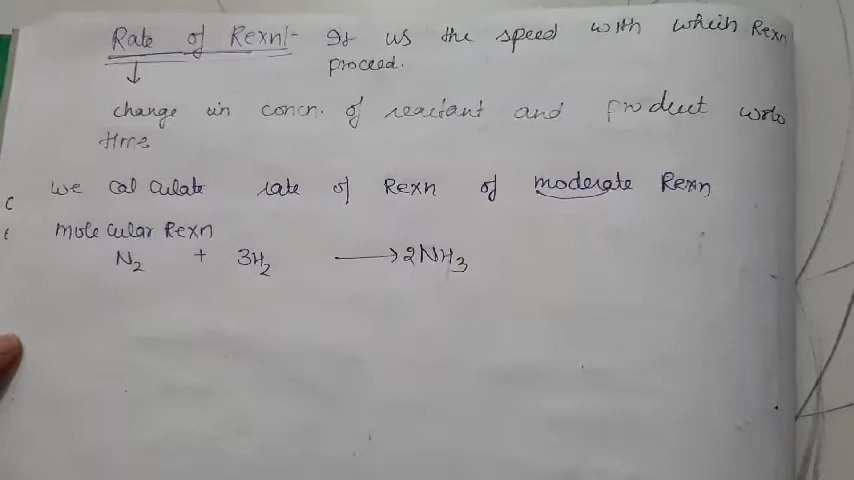 Rate of Rexn:- It is the speed with which Rexn
proceed.
change in concn. of reactant and product w.r.to
time
we calculate rate of Rexn of moderate Rexn
molecular Rexn
N2 + 3H2 → 2NH3